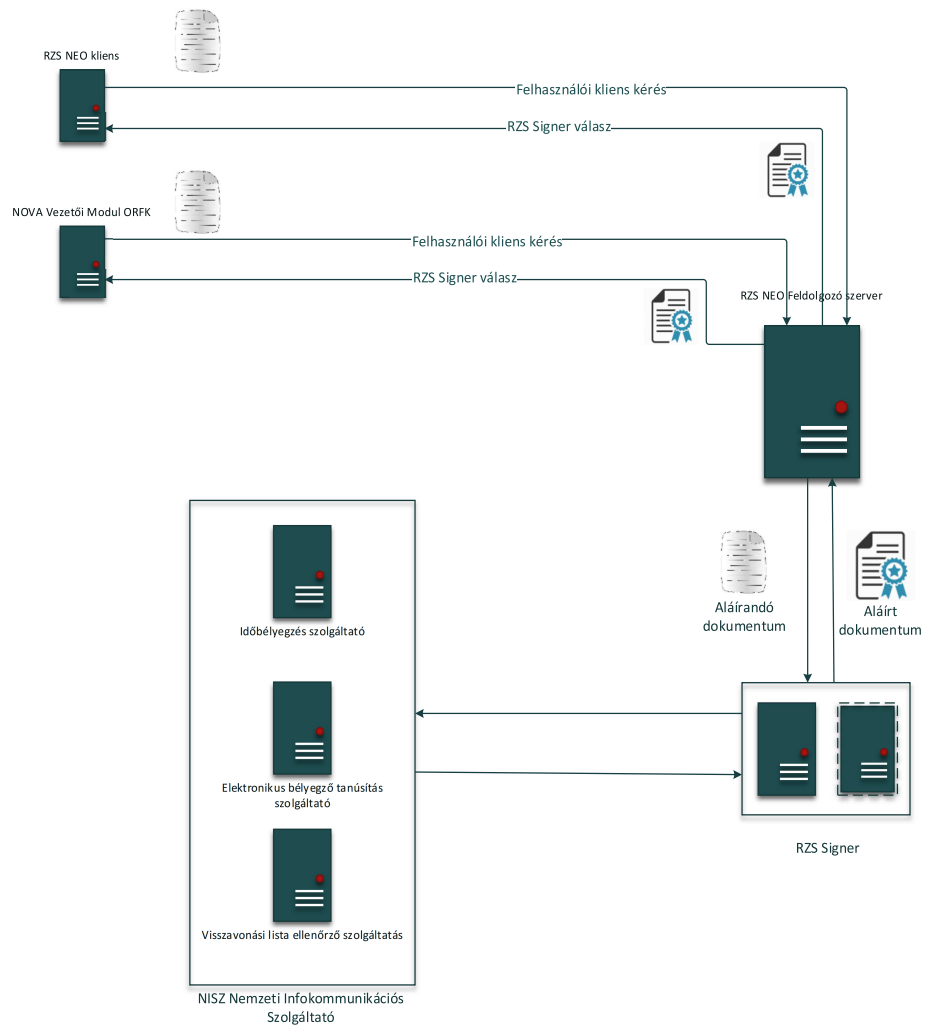 RZS NEO kliens
Felhasználói kliens kérés
RZS Signer válasz
NOVA Vezetői Modul ORFK
Felhasználói kliens kérés
RZS Signer válasz
RZS NEO Feldolgozó szerver
Aláírandó
dokumentum
Aláírt
dokumentum
Időbélyegzés szolgáltató
Elektronikus bélyegző tanúsítás
szolgáltató
RZS Signer
Visszavonási lista ellenőrző szolgáltatás
NISZ Nemzeti Infokommunikációs
Szolgáltató